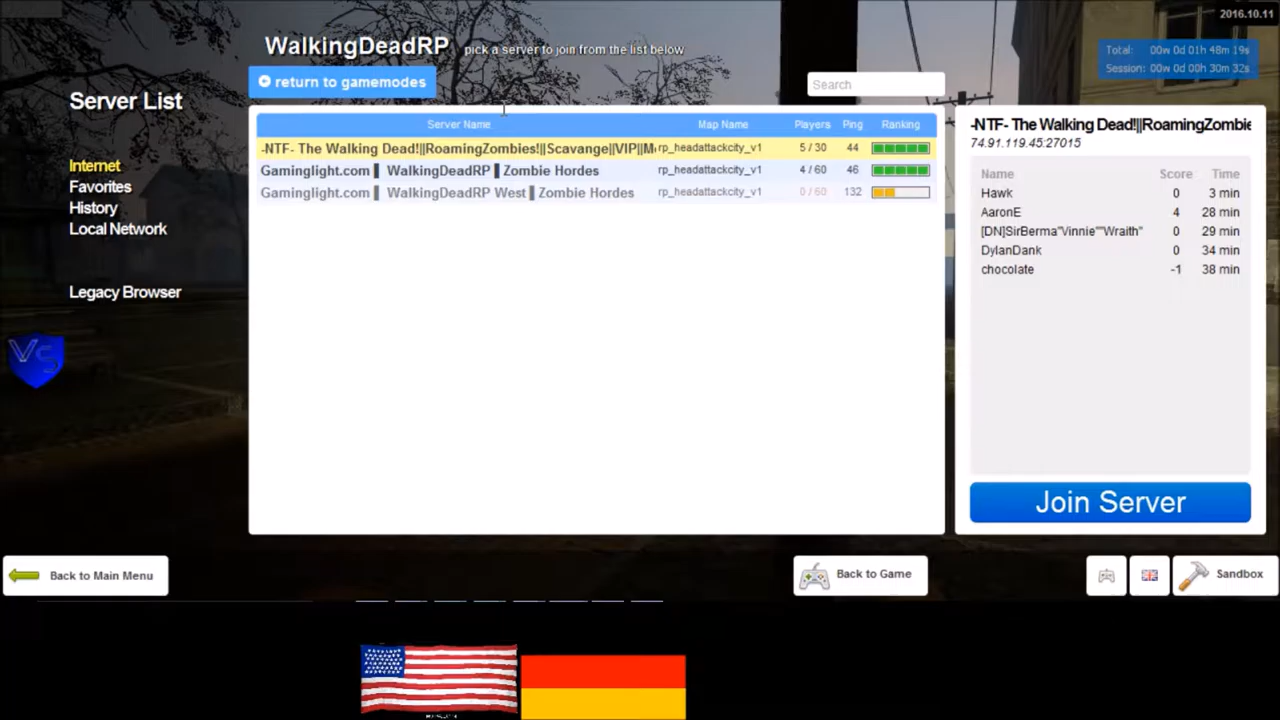 2016.10.11
WalkingDeadRP pick a server to join from the list below
Total: 00w 0d 01h 48m 19s
Session: 00w 0d 00h 30m 32s
return to gamemodes
Search
Server List
Internet
Favorites
History
Local Network
Legacy Browser
VS
Server Name Map Name Players Ping Ranking
-NTF- The Walking Dead!||RoamingZombies!||Scavange||VIP||M rp_headattackcity_v1 5 / 30 44
Gaminglight.com ▌ WalkingDeadRP ▌Zombie Hordes rp_headattackcity_v1 4 / 60 46
Gaminglight.com ▌ WalkingDeadRP West ▌Zombie Hordes rp_headattackcity_v1 0 / 60 132
-NTF- The Walking Dead!||RoamingZombie
74.91.119.45:27015
Name Score Time
Hawk 0 3 min
AaronE 4 28 min
[DN]SirBerma"Vinnie""Wraith" 0 29 min
DylanDank 0 34 min
chocolate -1 38 min
Join Server
Back to Main Menu
Back to Game
Sandbox